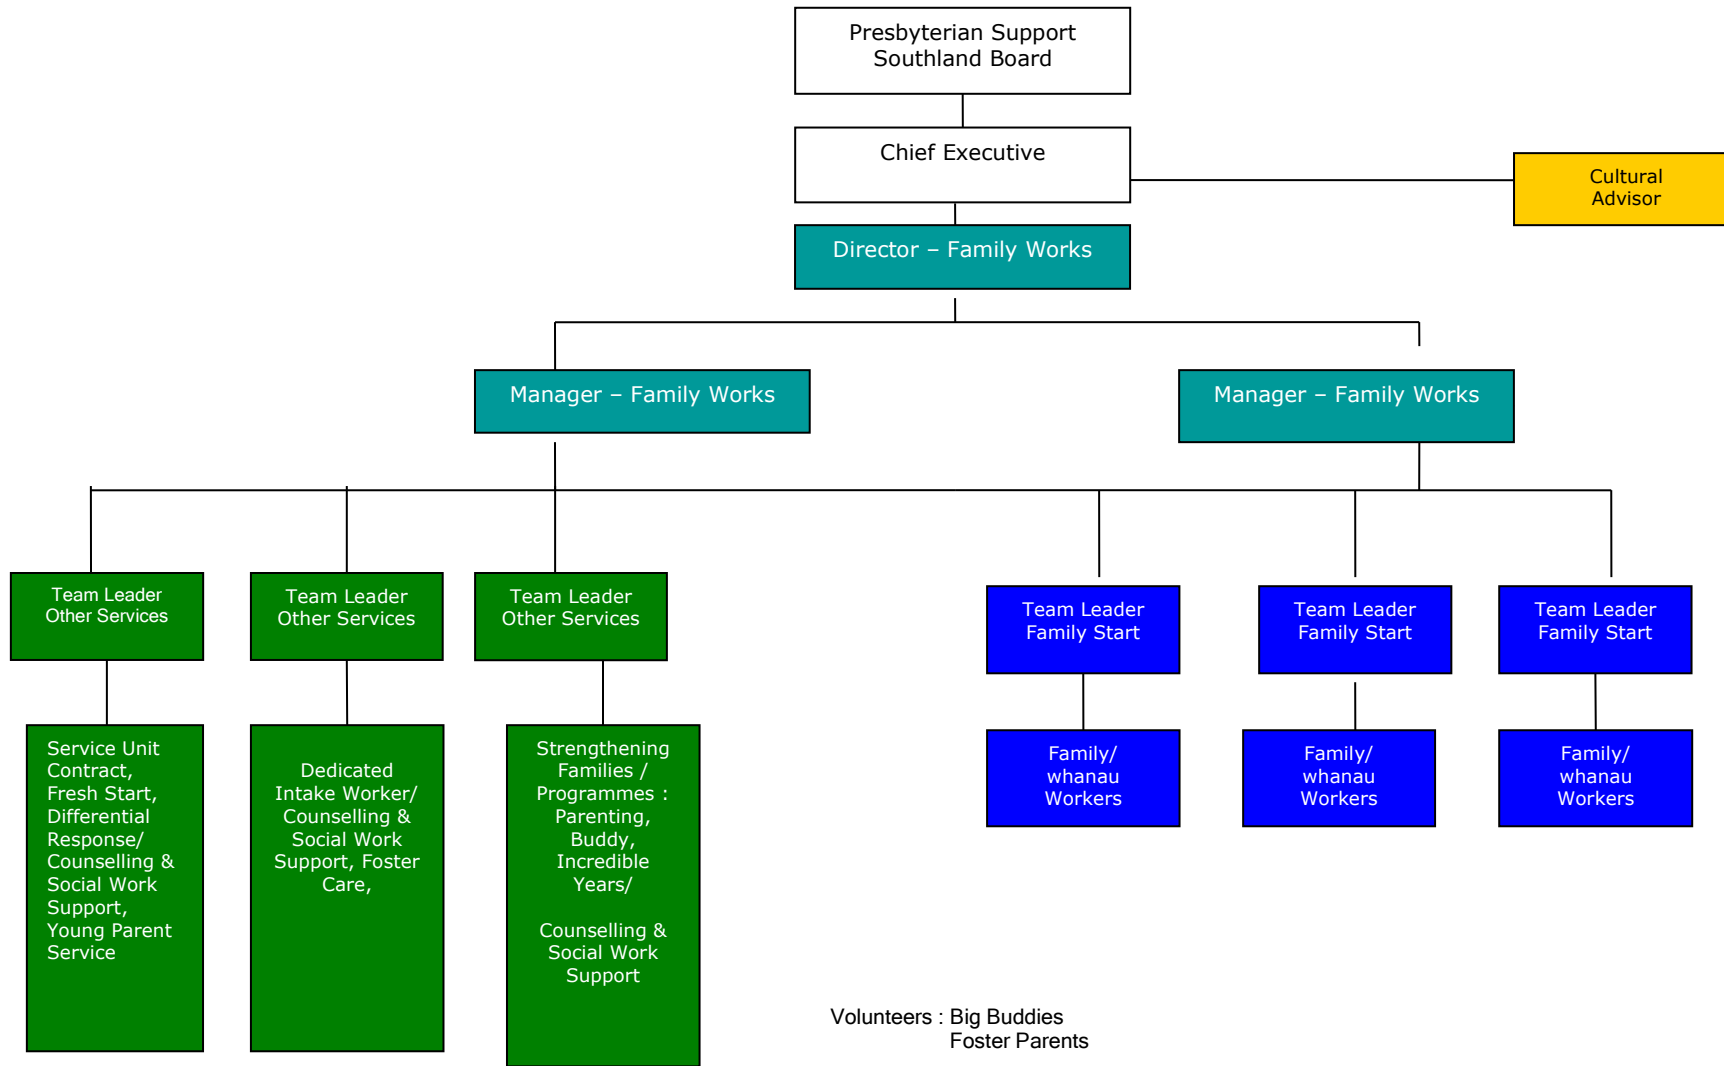 Presbyterian Support
Southland Board
Chief Executive
Cultural
Advisor
Director – Family Works
Manager – Family Works
Manager – Family Works
Team Leader
Other Services
Team Leader
Other Services
Team Leader
Other Services
Team Leader
Family Start
Team Leader
Family Start
Team Leader
Family Start
Service Unit
Contract,
Fresh Start,
Differential
Response/
Counselling &
Social Work
Support,
Young Parent
Service
Dedicated
Intake Worker/
Counselling &
Social Work
Support, Foster
Care,
Strengthening
Families /
Programmes :
Parenting,
Buddy,
Incredible
Years/
Counselling &
Social Work
Support
Family/
whanau
Workers
Family/
whanau
Workers
Family/
whanau
Workers
Volunteers : Big Buddies
Foster Parents